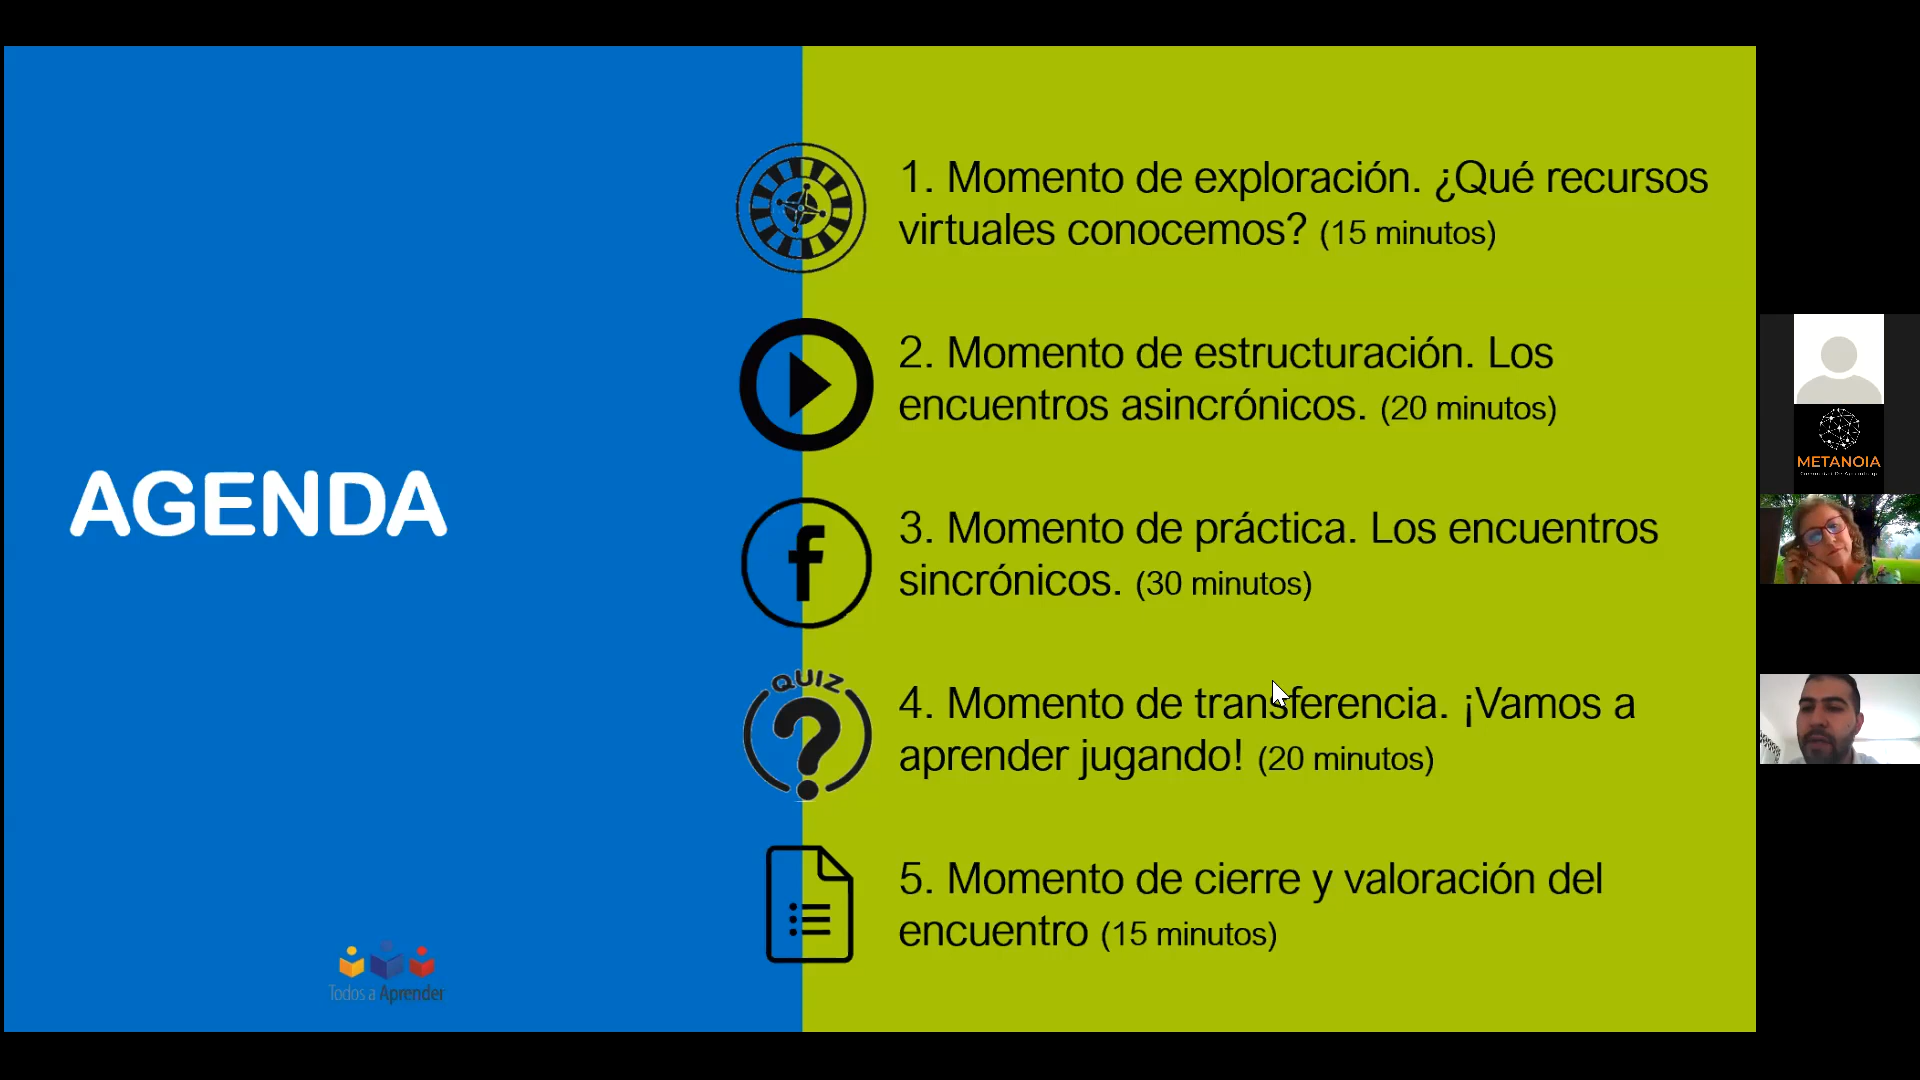 AGENDA
1. Momento de exploración. ¿Qué recursos
virtuales conocemos? (15 minutos)
2. Momento de estructuración. Los
encuentros asincrónicos. (20 minutos)
f
3. Momento de práctica. Los encuentros
sincrónicos. (30 minutos)
QUIZ
?
4. Momento de transferencia. ¡Vamos a
aprender jugando! (20 minutos)
5. Momento de cierre y valoración del
encuentro (15 minutos)
Todos a Aprender
METANOIA